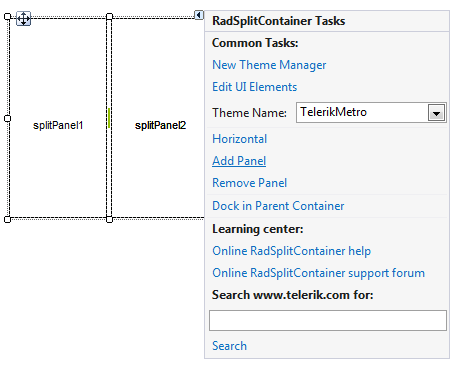 splitPanel1
splitPanel2
RadSplitContainer Tasks
Common Tasks:
New Theme Manager
Edit UI Elements
Theme Name: TelerikMetro
Horizontal
Add Panel
Remove Panel
Dock in Parent Container
Learning center:
Online RadSplitContainer help
Online RadSplitContainer support forum
Search www.telerik.com for:
Search